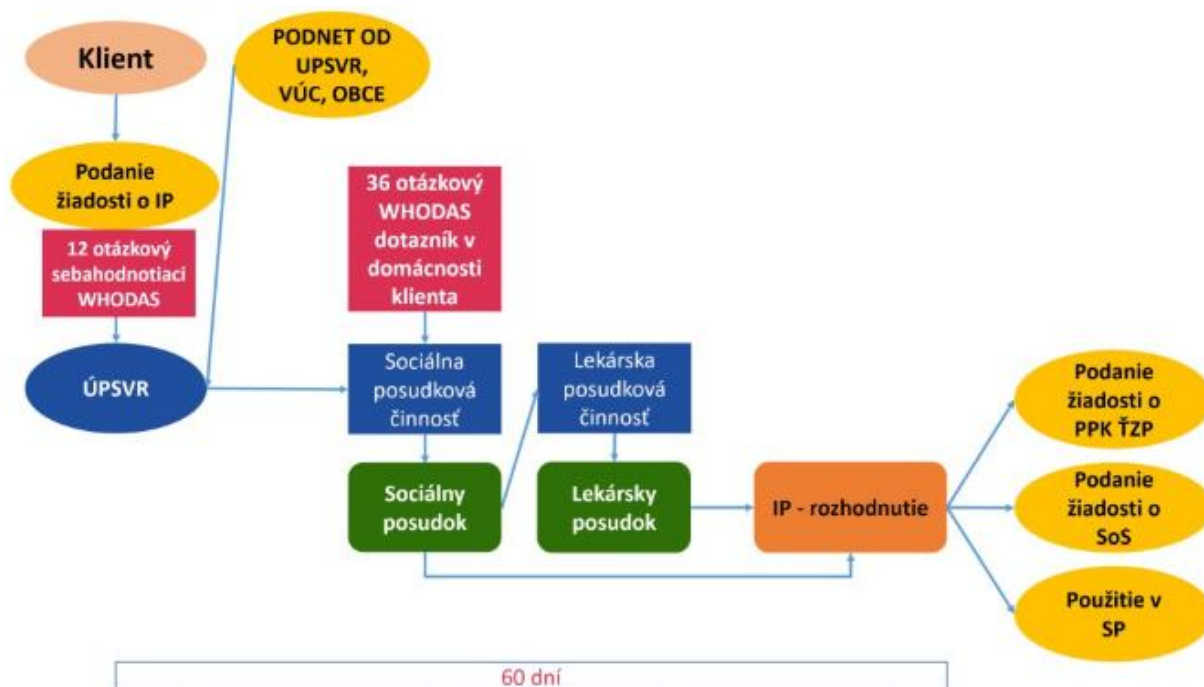 Klient
PODNET OD
UPSVR,
VÚC, OBCE
Podanie
žiadosti o IP
12 otázkový
sebahodnotiaci
WHODAS
36 otázkový
WHODAS
dotazník v
domácnosti
klienta
ÚPSVR
Sociálna
posudková
činnosť
Lekárska
posudková
činnosť
Sociálny
posudok
Lekársky
posudok
IP - rozhodnutie
Podanie
žiadosti o
PPK ŤZP
Podanie
žiadosti o
SoS
Použitie v
SP
60 dní